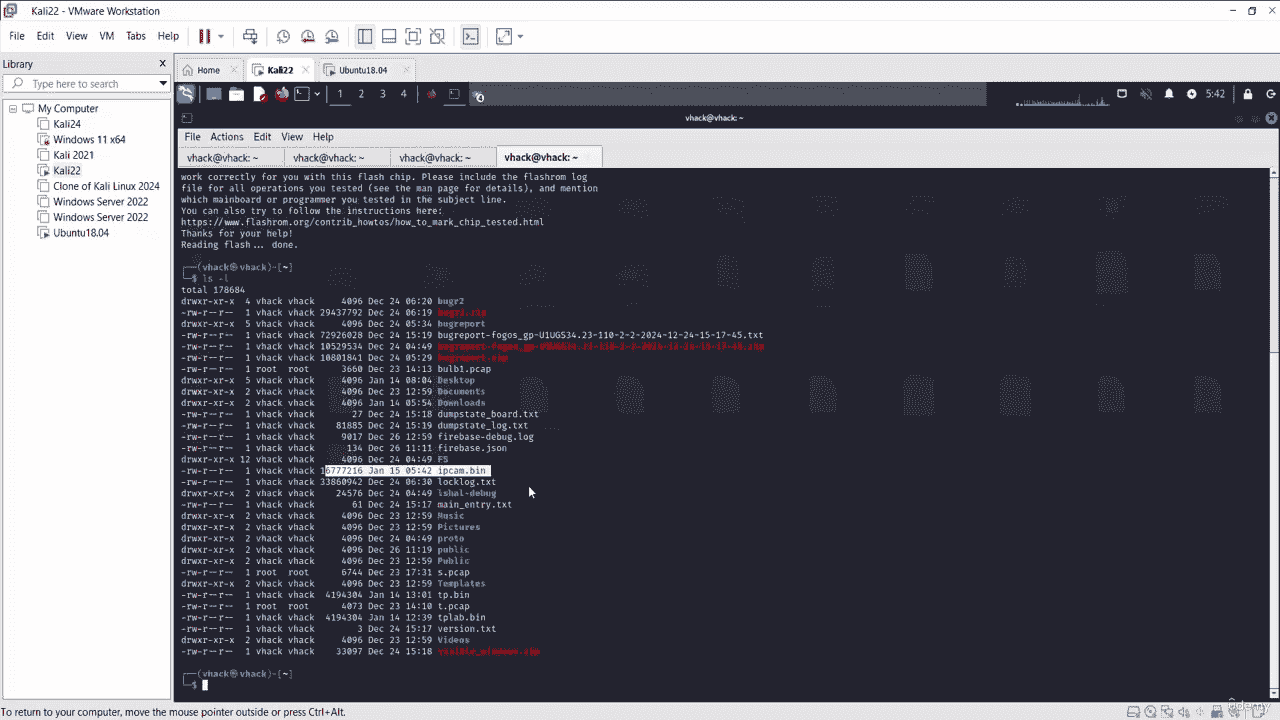 Kali22 - VMware Workstation
File Edit View VM Tabs Help
Library X
Type here to search
My Computer
Kali24
Windows 11 x64
Kali 2021
Kali22
Clone of Kali Linux 2024
Windows Server 2022
Windows Server 2022
Ubuntu18.04
Home Kali22 Ubuntu18.04
1 2 3 4 5:42
vhack@vhack: ~
File Actions Edit View Help
vhack@vhack: ~ vhack@vhack: ~ vhack@vhack: ~ vhack@vhack: ~
work correctly for you with this flash chip. Please include the flashrom log
file for all operations you tested (see the man page for details), and mention
which mainboard or programmer you tested in the subject line.
You can also try to follow the instructions here:
https://www.flashrom.org/contrib_howtos/how_to_mark_chip_tested.html
Thanks for your help!
Reading flash... done.
(vhack㉿vhack)-[~]
$ ls -l
total 178684
drwxr-xr-x 4 vhack vhack 4096 Dec 24 06:20 bugr2
-rw-r--r-- 1 vhack vhack 29437792 Dec 24 06:19 bugr2.zip
drwxr-xr-x 5 vhack vhack 4096 Dec 24 05:34 bugreport
-rw-r--r-- 1 vhack vhack 72926028 Dec 24 15:19 bugreport-fogos_gp-U1UGS34.23-110-2-2-2024-12-24-15-17-45.txt
-rw-r--r-- 1 vhack vhack 10529534 Dec 24 04:49
-rw-r--r-- 1 vhack vhack 10801841 Dec 24 05:29 bugreport.zip
-rw-r--r-- 1 root root 3660 Dec 23 14:13 bulb1.pcap
drwxr-xr-x 5 vhack vhack 4096 Jan 14 08:04 Desktop
drwxr-xr-x 2 vhack vhack 4096 Dec 23 12:59 Documents
drwxr-xr-x 2 vhack vhack 4096 Jan 14 05:54 Downloads
-rw-r--r-- 1 vhack vhack 27 Dec 24 15:18 dumpstate_board.txt
-rw-r--r-- 1 vhack vhack 81885 Dec 24 15:19 dumpstate_log.txt
-rw-r--r-- 1 vhack vhack 9017 Dec 26 12:59 firebase-debug.log
-rw-r--r-- 1 vhack vhack 134 Dec 26 11:11 firebase.json
drwxr-xr-x 12 vhack vhack 4096 Dec 24 04:49 FS
-rw-r--r-- 1 vhack vhack 16777216 Jan 15 05:42 ipcam.bin
-rw-r--r-- 1 vhack vhack 33860942 Dec 24 06:30 locklog.txt
drwxr-xr-x 2 vhack vhack 24576 Dec 24 04:49 lshal-debug
-rw-r--r-- 1 vhack vhack 61 Dec 24 15:17 main_entry.txt
drwxr-xr-x 2 vhack vhack 4096 Dec 23 12:59 Music
drwxr-xr-x 2 vhack vhack 4096 Dec 23 12:59 Pictures
drwxr-xr-x 2 vhack vhack 4096 Dec 24 04:49 proto
drwxr-xr-x 2 vhack vhack 4096 Dec 26 11:19 public
drwxr-xr-x 2 vhack vhack 4096 Dec 23 12:59 Public
-rw-r--r-- 1 root root 6744 Dec 23 17:31 s.pcap
drwxr-xr-x 2 vhack vhack 4096 Dec 23 12:59 Templates
-rw-r--r-- 1 vhack vhack 4194304 Jan 14 13:01 tp.bin
-rw-r--r-- 1 root root 4073 Dec 23 14:10 t.pcap
-rw-r--r-- 1 vhack vhack 4194304 Jan 14 12:39 tplab.bin
-rw-r--r-- 1 vhack vhack 3 Dec 24 15:17 version.txt
drwxr-xr-x 2 vhack vhack 4096 Dec 23 12:59 Videos
-rw-r--r-- 1 vhack vhack 33097 Dec 24 15:18 visible_windows.zip
(vhack㉿vhack)-[~]
$
To return to your computer, move the mouse pointer outside or press Ctrl+Alt.